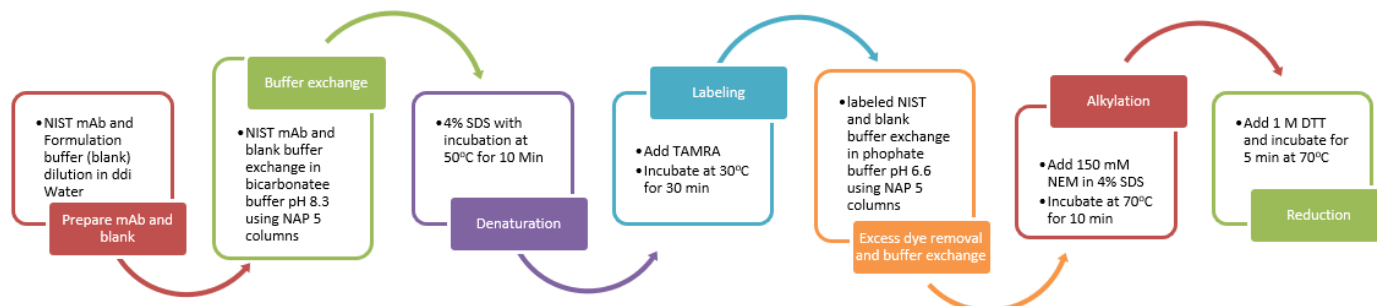 •NIST mAb and
Formulation
buffer (blank)
dilution in ddi
Water
Prepare mAb and
blank
Buffer exchange
•NIST mAb and
blank buffer
exchange in
bicarbonatee
buffer pH 8.3
using NAP 5
columns
•4% SDS with
incubation at
50°C for 10 Min
Denaturation
Labeling
•Add TAMRA
•Incubate at 30°C
for 30 min
•labeled NIST
and blank
buffer exchange
in phophate
buffer pH 6.6
using NAP 5
columns
Excess dye removal
and buffer exchange
Alkylation
•Add 150 mM
NEM in 4% SDS
•Incubate at 70°C
for 10 min
•Add 1 M DTT
and incubate for
5 min at 70°C
Reduction